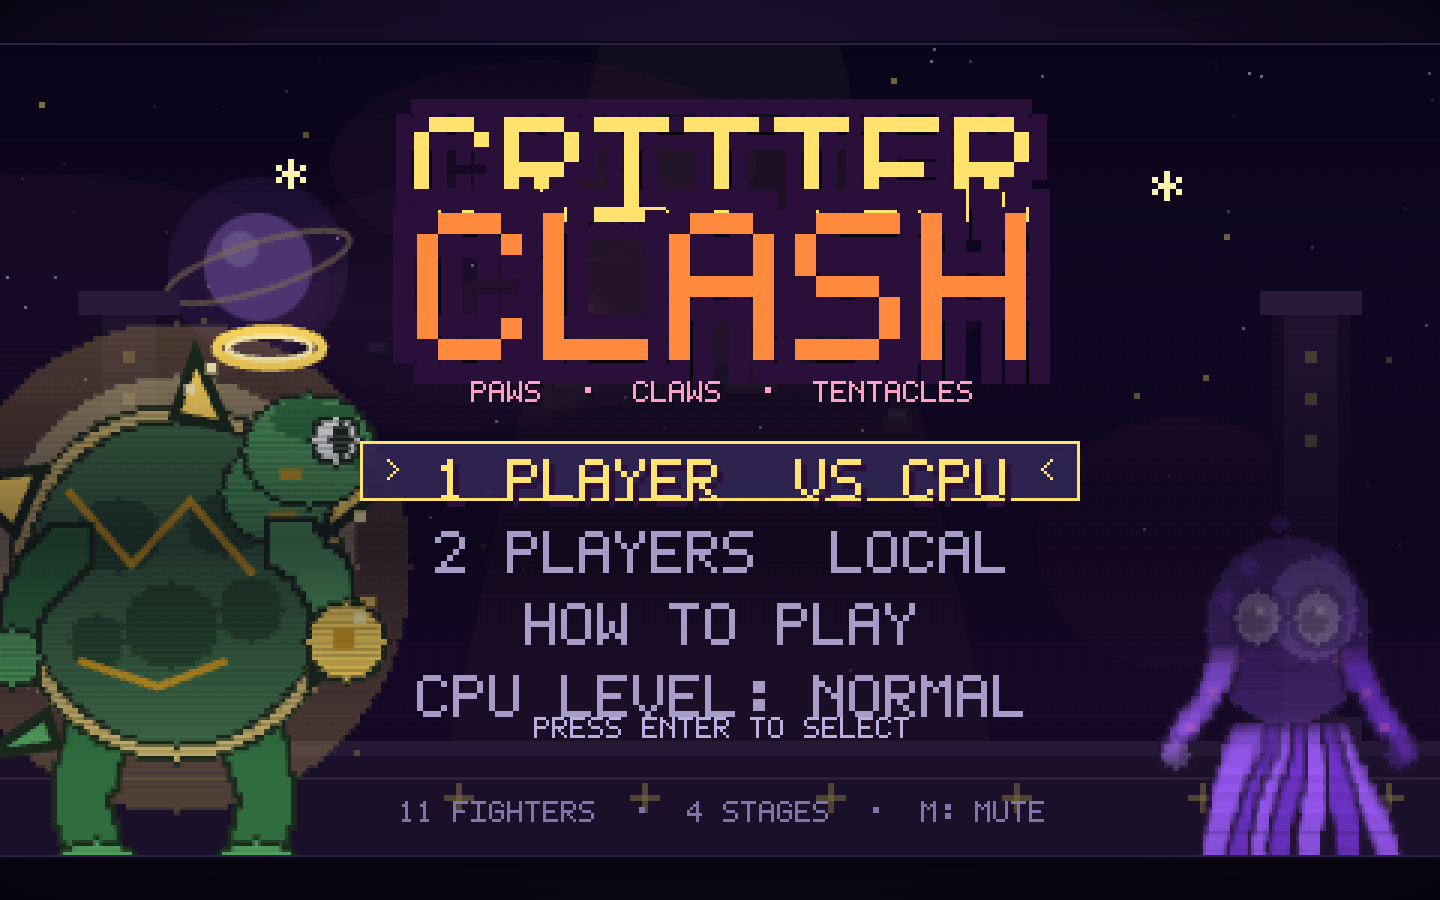 CRITTER
CLASH
PAWS · CLAWS · TENTACLES
> 1 PLAYER VS CPU <
2 PLAYERS LOCAL
HOW TO PLAY
CPU LEVEL: NORMAL
PRESS ENTER TO SELECT
11 FIGHTERS · 4 STAGES · M: MUTE